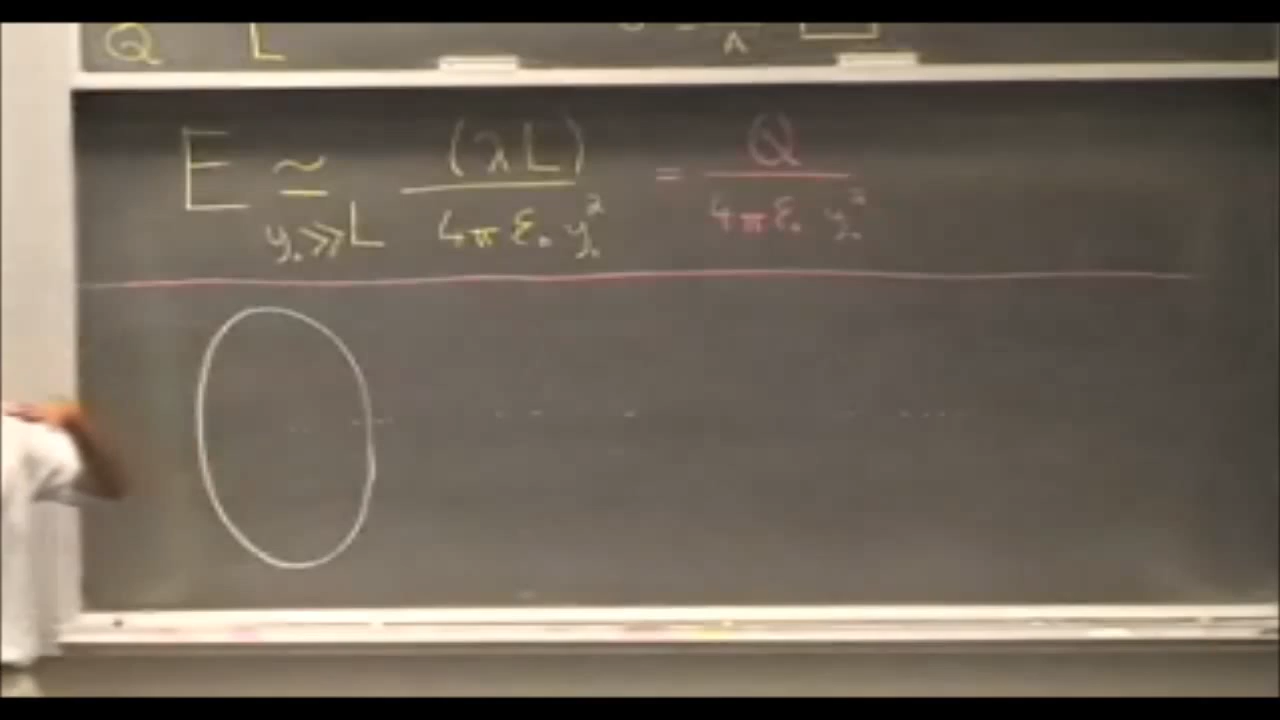 Q L
E ≃ (λL) / 4πε₀ y₀² = Q / 4πε₀ y₀²
y₀ ≫ L